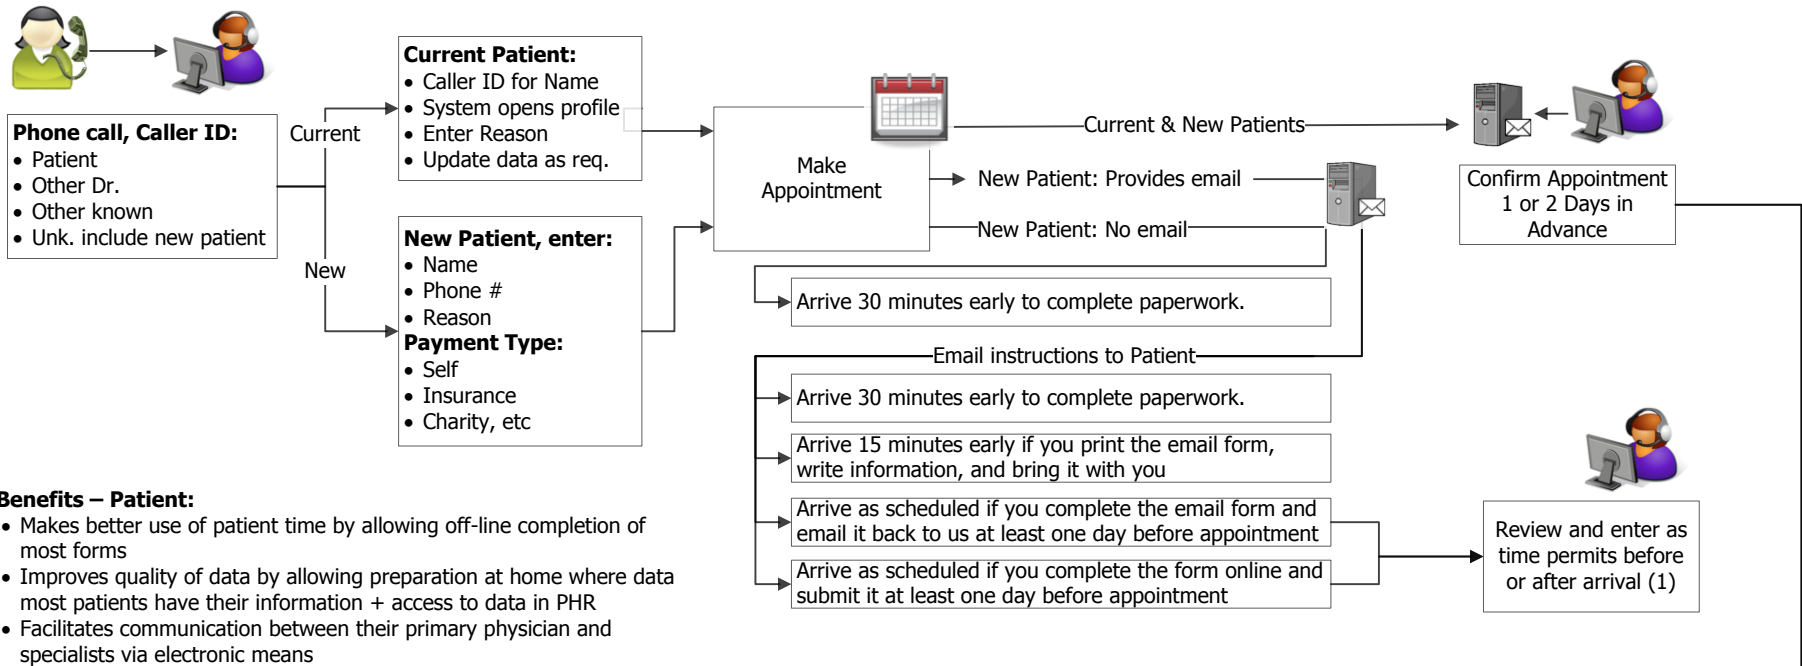 Phone call, Caller ID:
• Patient
• Other Dr.
• Other known
• Unk. include new patient
Current
New
Current Patient:
• Caller ID for Name
• System opens profile
• Enter Reason
• Update data as req.
New Patient, enter:
• Name
• Phone #
• Reason
Payment Type:
• Self
• Insurance
• Charity, etc
Make
Appointment
Current & New Patients
New Patient: Provides email
New Patient: No email
Confirm Appointment
1 or 2 Days in
Advance
Arrive 30 minutes early to complete paperwork.
Email instructions to Patient
Arrive 30 minutes early to complete paperwork.
Arrive 15 minutes early if you print the email form,
write information, and bring it with you
Arrive as scheduled if you complete the email form and
email it back to us at least one day before appointment
Arrive as scheduled if you complete the form online and
submit it at least one day before appointment
Review and enter as
time permits before
or after arrival (1)
Benefits – Patient:
• Makes better use of patient time by allowing off-line completion of
most forms
• Improves quality of data by allowing preparation at home where data
most patients have their information + access to data in PHR
• Facilitates communication between their primary physician and
specialists via electronic means